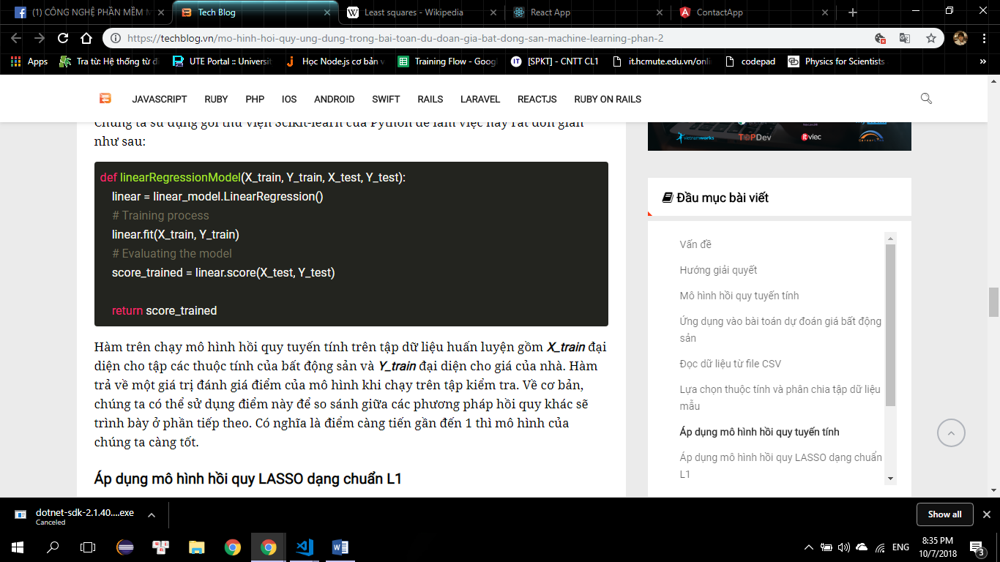 (1) CÔNG NGHỆ PHẦN MỀM
Tech Blog
Least squares - Wikipedia
React App
ContactApp
https://techblog.vn/mo-hinh-hoi-quy-ung-dung-trong-bai-toan-du-doan-gia-bat-dong-san-machine-learning-phan-2
Apps
Tra từ: Hệ thống từ đi
UTE Portal :: Universit
Học Node.js cơ bản v
Training Flow - Goog
[SPKT] - CNTT CL1
it.hcmute.edu.vn/onli
codepad
Physics for Scientists
JAVASCRIPT RUBY PHP IOS ANDROID SWIFT RAILS LARAVEL REACTJS RUBY ON RAILS
Chúng ta sử dụng gói thư viện Scikit-learn của Python để làm việc này rất đơn giản
như sau:
def linearRegressionModel(X_train, Y_train, X_test, Y_test):
linear = linear_model.LinearRegression()
# Training process
linear.fit(X_train, Y_train)
# Evaluating the model
score_trained = linear.score(X_test, Y_test)
return score_trained
Hàm trên chạy mô hình hồi quy tuyến tính trên tập dữ liệu huấn luyện gồm X_train đại
diện cho tập các thuộc tính của bất động sản và Y_train đại diện cho giá của nhà. Hàm
trả về một giá trị đánh giá điểm của mô hình khi chạy trên tập kiểm tra. Về cơ bản,
chúng ta có thể sử dụng điểm này để so sánh giữa các phương pháp hồi quy khác sẽ
trình bày ở phần tiếp theo. Có nghĩa là điểm càng tiến gần đến 1 thì mô hình của
chúng ta càng tốt.
Áp dụng mô hình hồi quy LASSO dạng chuẩn L1
vietnamworks
TOPDev
itviec
Đầu mục bài viết
Vấn đề
Hướng giải quyết
Mô hình hồi quy tuyến tính
Ứng dụng vào bài toán dự đoán giá bất động
sản
Đọc dữ liệu từ file CSV
Lựa chọn thuộc tính và phân chia tập dữ liệu
mẫu
Áp dụng mô hình hồi quy tuyến tính
Áp dụng mô hình hồi quy LASSO dạng chuẩn
L1
dotnet-sdk-2.1.40....exe
Canceled
Show all
ENG
8:35 PM
10/7/2018
3